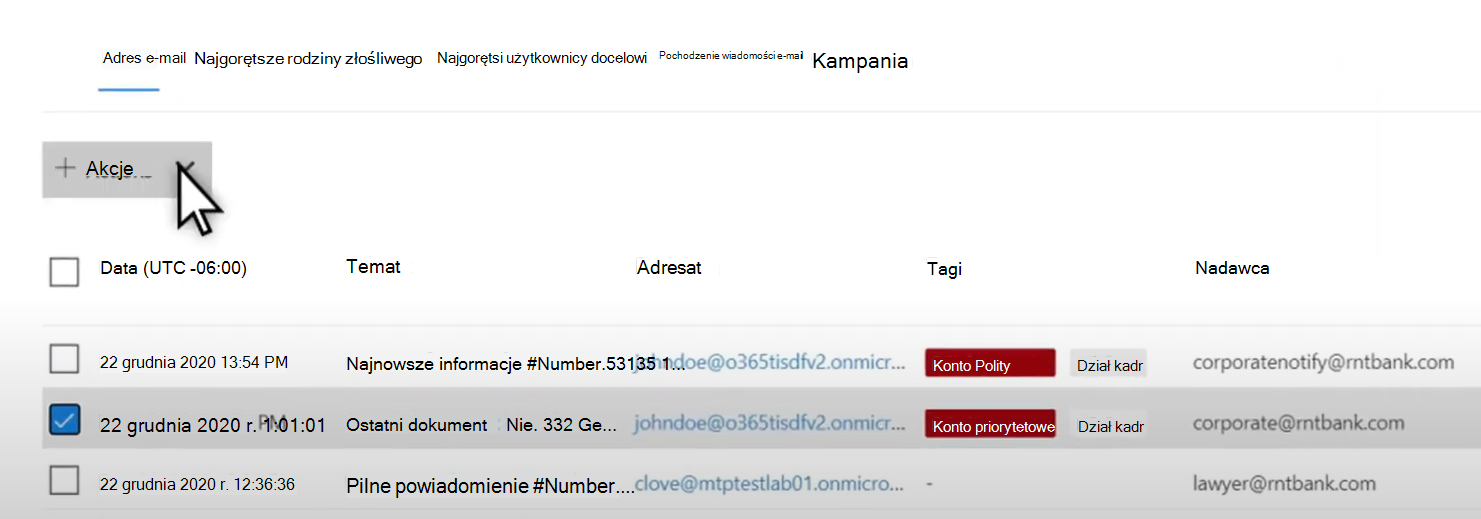 Adres e-mail Najgorętsze rodziny złośliwego Najgorętsi użytkownicy docelowi Pochodzenie wiadomości e-mail Kampania
+ Akcje
Data (UTC -06:00) Temat Adresat Tagi Nadawca
22 grudnia 2020 13:54 PM Najnowsze informacje #Number.53135 1... johndoe@o365tisdfv2.onmicr... Konto Polity Dział kadr corporatenotify@rntbank.com
22 grudnia 2020 r. 1:01:01 PM Ostatni dokument Nie. 332 Ge... johndoe@o365tisdfv2.onmicr... Konto priorytetowe Dział kadr corporate@rntbank.com
22 grudnia 2020 r. 12:36:36 Pilne powiadomienie #Number.... clove@mtptestlab01.onmicro... - lawyer@rntbank.com